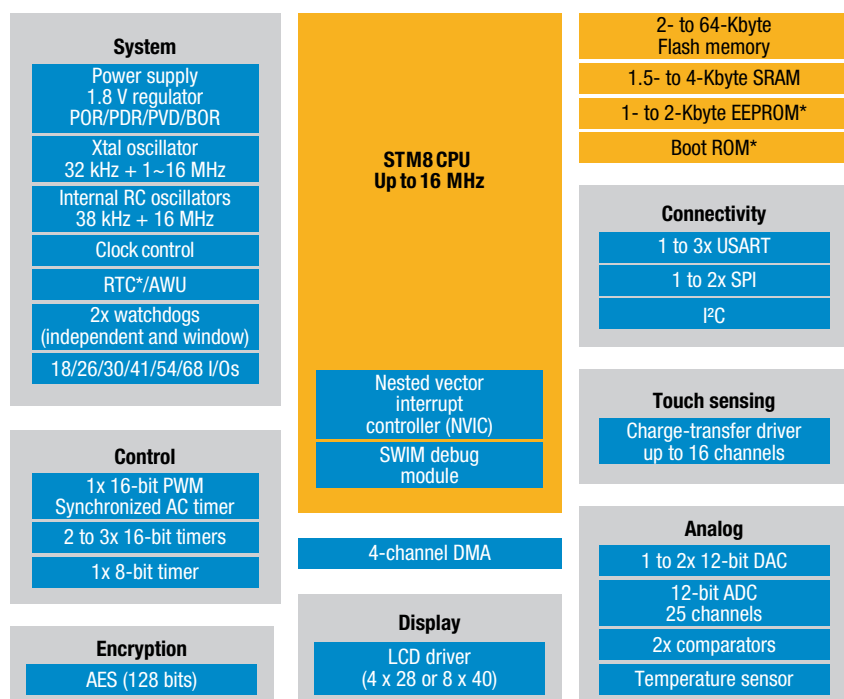 System
Power supply
1.8 V regulator
POR/PDR/PVD/BOR
Xtal oscillator
32 kHz + 1~16 MHz
Internal RC oscillators
38 kHz + 16 MHz
Clock control
RTC*/AWU
2x watchdogs
(independent and window)
18/26/30/41/54/68 I/Os
Control
1x 16-bit PWM
Synchronized AC timer
2 to 3x 16-bit timers
1x 8-bit timer
Encryption
AES (128 bits)
STM8 CPU
Up to 16 MHz
Nested vector
interrupt
controller (NVIC)
SWIM debug
module
4-channel DMA
Display
LCD driver
(4 x 28 or 8 x 40)
2- to 64-Kbyte
Flash memory
1.5- to 4-Kbyte SRAM
1- to 2-Kbyte EEPROM*
Boot ROM*
Connectivity
1 to 3x USART
1 to 2x SPI
I²C
Touch sensing
Charge-transfer driver
up to 16 channels
Analog
1 to 2x 12-bit DAC
12-bit ADC
25 channels
2x comparators
Temperature sensor